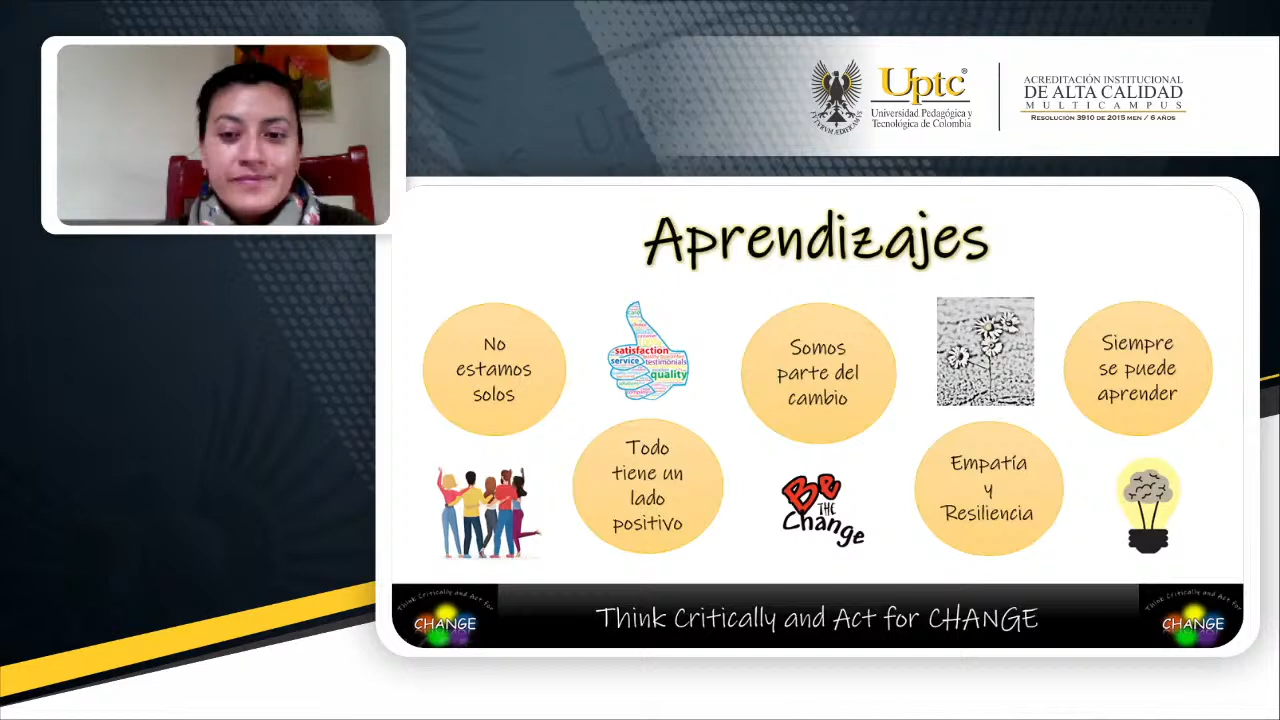 Uptc®
Universidad Pedagógica y
Tecnológica de Colombia
ACREDITACIÓN INSTITUCIONAL
DE ALTA CALIDAD
MULTICAMPUS
RESOLUCIÓN 3910 DE 2015 MEN / 6 AÑOS
Aprendizajes
No
estamos
solos
satisfaction
service
testimonials
quality
Somos
parte del
cambio
Siempre
se puede
aprender
Todo
tiene un
lado
positivo
Be
THE
Change
Empatía
y
Resiliencia
Think Critically and Act for
CHANGE
Think Critically and Act for CHANGE
Think Critically and Act for
CHANGE